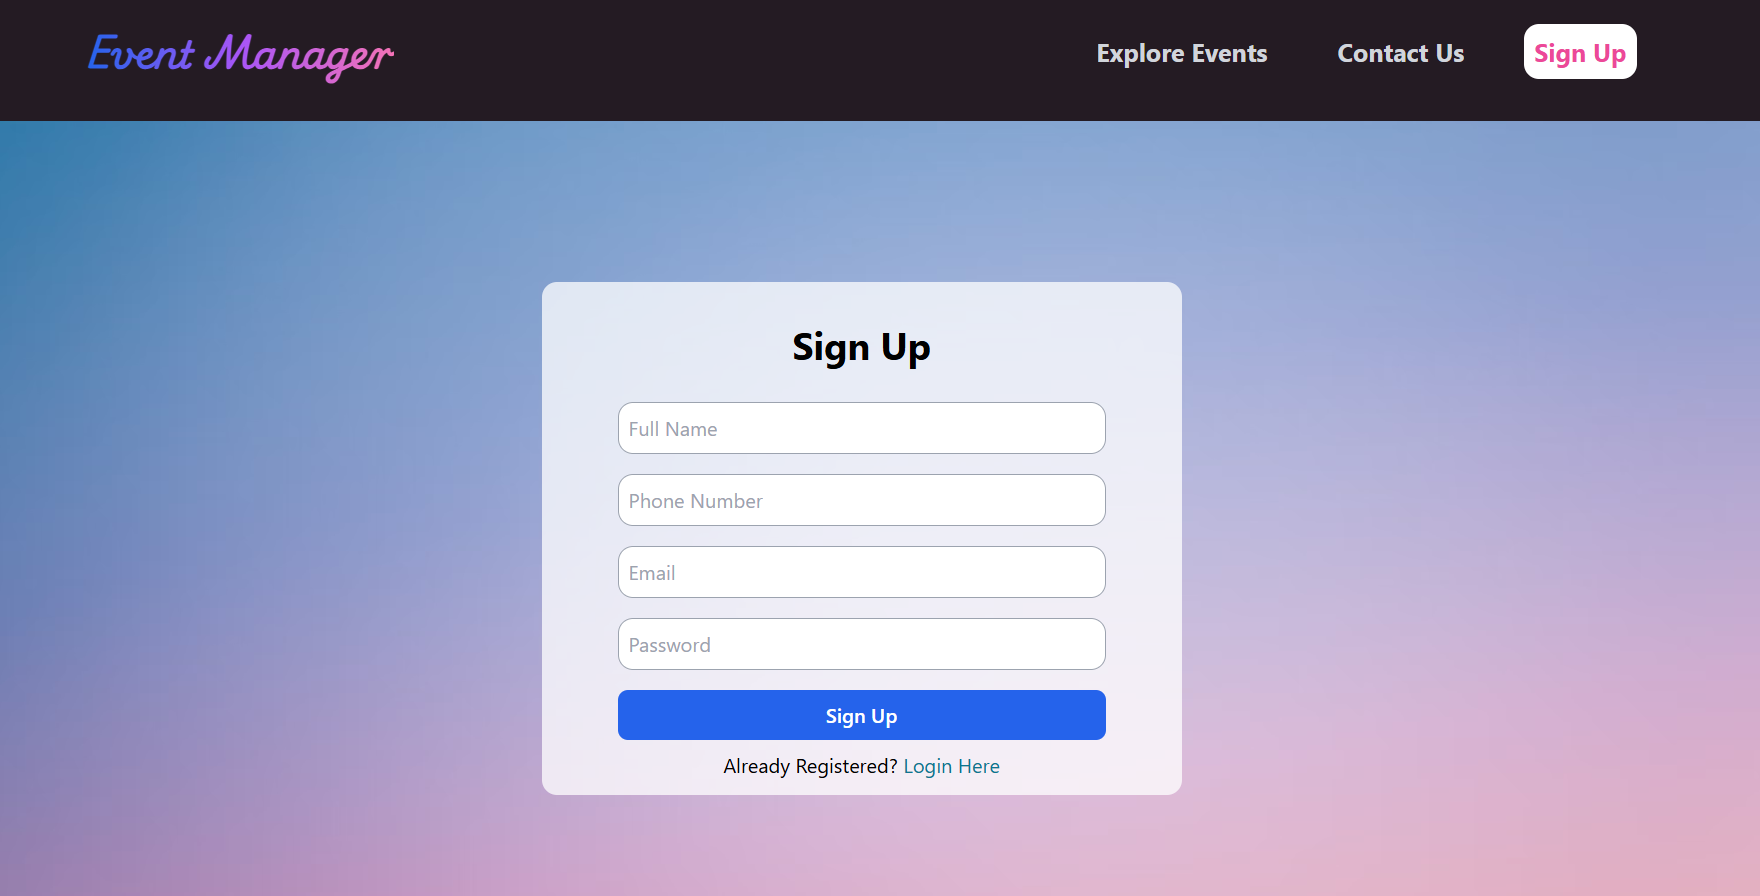 Event Manager
Explore Events
Contact Us
Sign Up
Sign Up
Full Name
Phone Number
Email
Password
Sign Up
Already Registered? Login Here